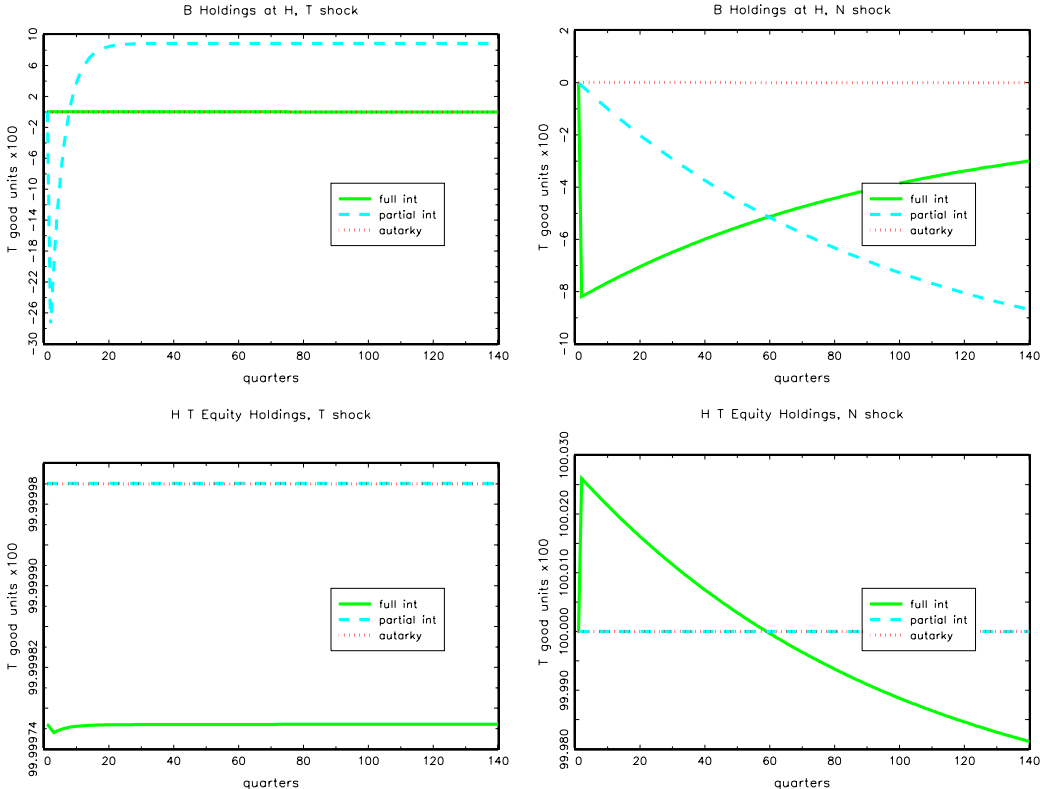 B Holdings at H, T shock
T good units x100
10
6
2
-2
-6
-10
-14
-18
-22
-26
-30
0
20
40
60
80
100
120
140
quarters
full int
partial int
autarky
B Holdings at H, N shock
T good units x100
2
0
-2
-4
-6
-8
-10
0
20
40
60
80
100
120
140
quarters
full int
partial int
autarky
H T Equity Holdings, T shock
T good units x100
99.99998
99.99990
99.99982
99.99974
0
20
40
60
80
100
120
140
quarters
full int
partial int
autarky
H T Equity Holdings, N shock
T good units x100
100.030
100.020
100.010
100.000
99.990
99.980
0
20
40
60
80
100
120
140
quarters
full int
partial int
autarky